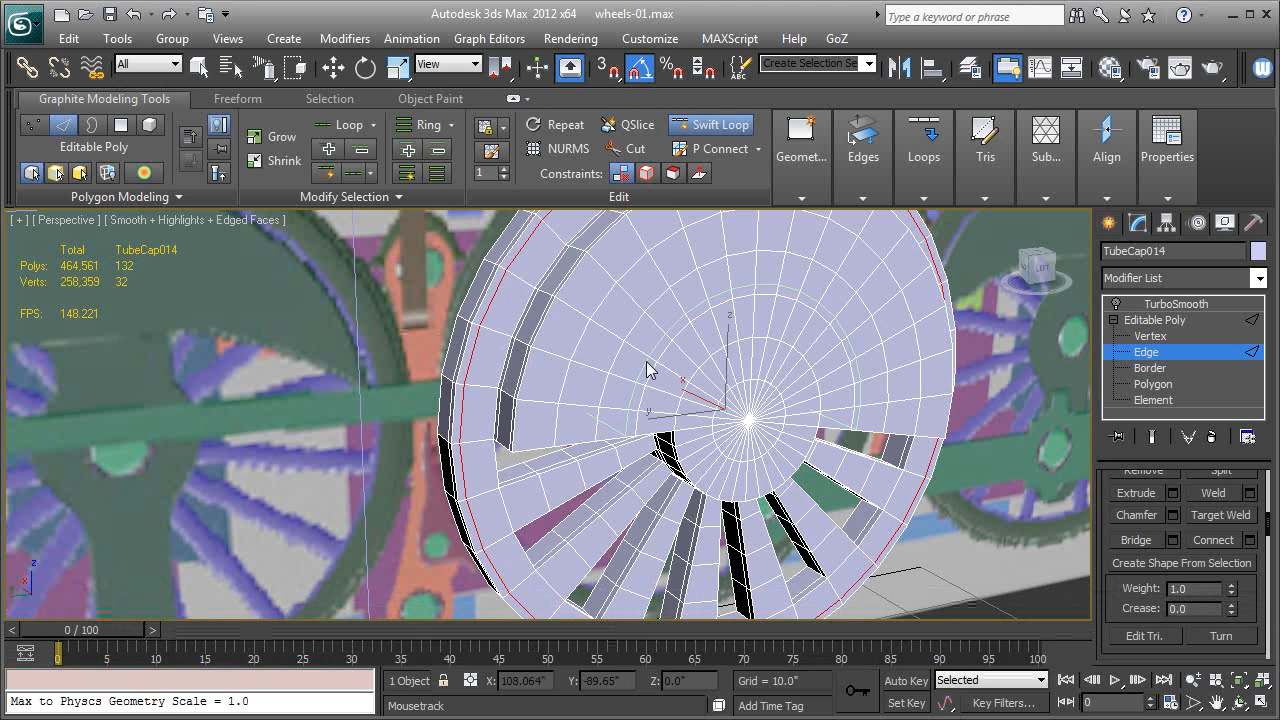 Autodesk 3ds Max 2012 x64 wheels-01.max
Type a keyword or phrase
Edit Tools Group Views Create Modifiers Animation Graph Editors Rendering Customize MAXScript Help GoZ
All View 3 Create Selection Se
Graphite Modeling Tools Freeform Selection Object Paint
Grow Loop Ring Repeat QSlice Swift Loop
Editable Poly
Shrink NURMS Cut P Connect
Geomet... Edges Loops Tris Sub... Align Properties
1 Constraints:
Polygon Modeling Modify Selection Edit
[ + ] [ Perspective ] [ Smooth + Highlights + Edged Faces ]
Total TubeCap014
Polys: 464,561 132
Verts: 258,359 32
FPS: 148.221
LEFT
z
x
y
z
x
TubeCap014
Modifier List
TurboSmooth
Editable Poly
Vertex
Edge
Border
Polygon
Element
Remove Split
Extrude Weld
Chamfer Target Weld
Bridge Connect
Create Shape From Selection
Weight: 1.0
Crease: 0.0
Edit Tri. Turn
< 0 / 100 >
0 5 10 15 20 25 30 35 40 45 50 55 60 65 70 75 80 85 90 95 100
1 Object X: 108.064" Y: -89.65" Z: 0.0" Grid = 10.0" Auto Key Selected
Max to Physcs Geometry Scale = 1.0 Mousetrack Add Time Tag Set Key Key Filters... 0